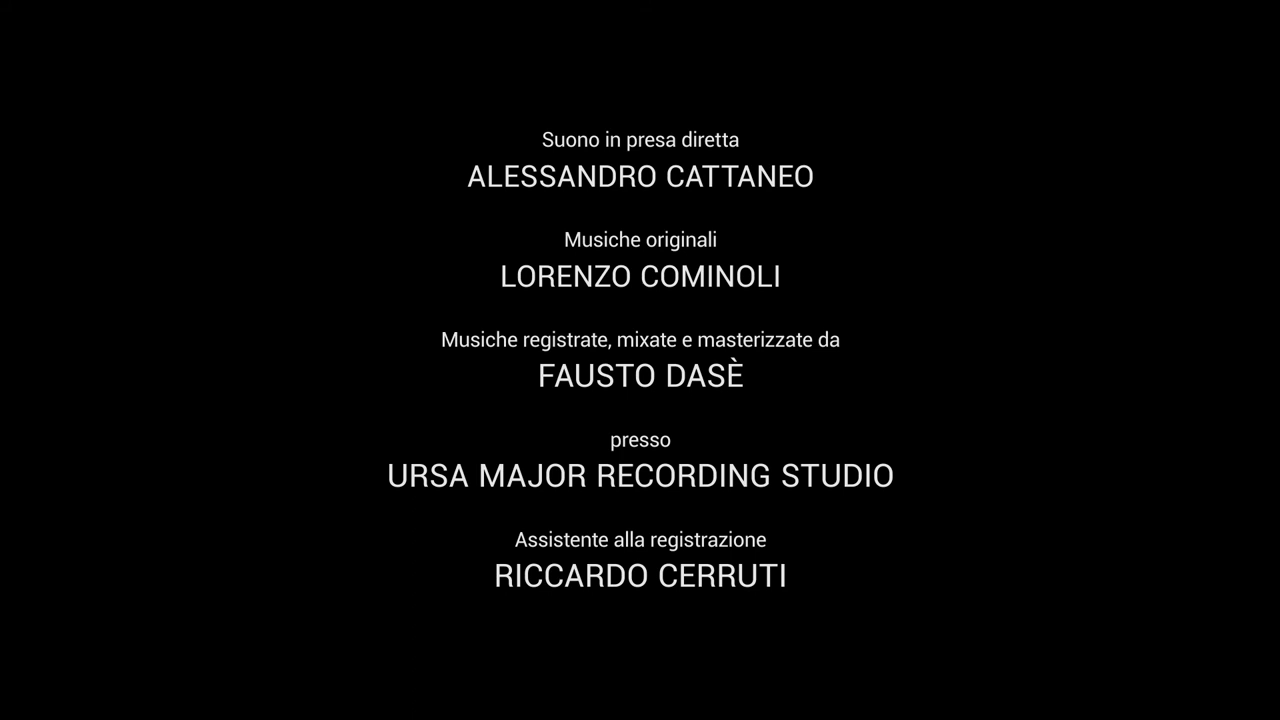 Suono in presa diretta
ALESSANDRO CATTANEO
Musiche originali
LORENZO COMINOLI
Musiche registrate, mixate e masterizzate da
FAUSTO DASÈ
presso
URSA MAJOR RECORDING STUDIO
Assistente alla registrazione
RICCARDO CERRUTI